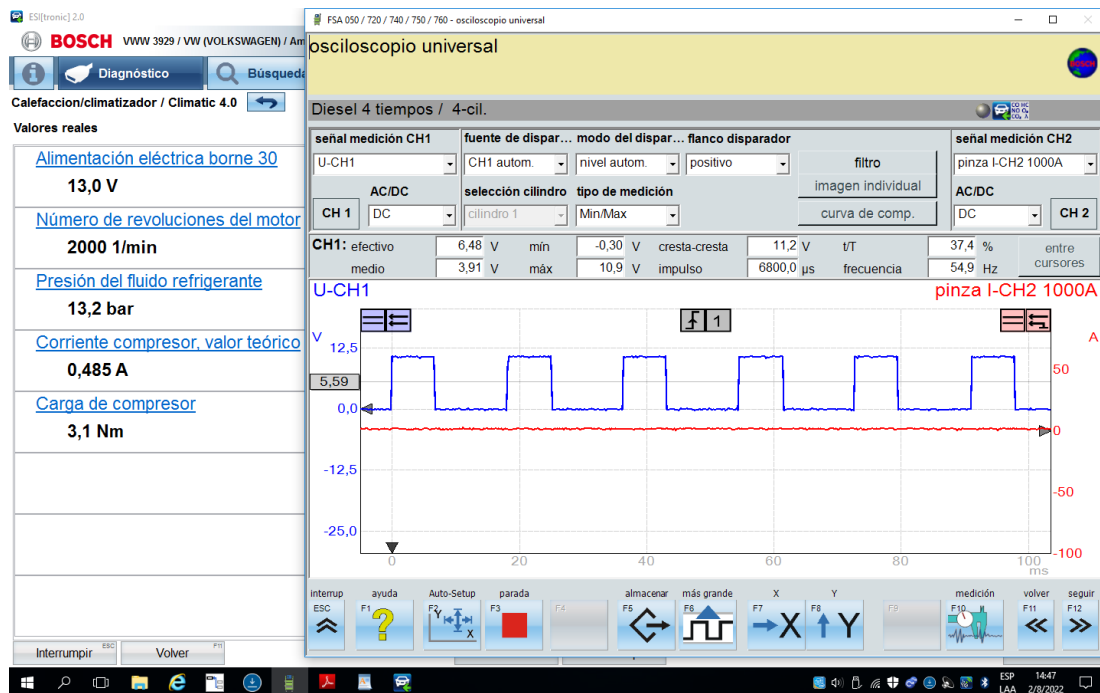 ESI[tronic] 2.0
BOSCH VWW 3929 / VW (VOLKSWAGEN) / Am
Diagnóstico
Búsqueda
Calefaccion/climatizador / Climatic 4.0
Valores reales
Alimentación eléctrica borne 30
13,0 V
Número de revoluciones del motor
2000 1/min
Presión del fluido refrigerante
13,2 bar
Corriente compresor, valor teórico
0,485 A
Carga de compresor
3,1 Nm
Interrumpir ESC
Volver F11
FSA 050 / 720 / 740 / 750 / 760 - osciloscopio universal
osciloscopio universal
BOSCH
Diesel 4 tiempos / 4-cil.
señal medición CH1
fuente de dispar... modo del dispar... flanco disparador
señal medición CH2
U-CH1
CH1 autom.
nivel autom.
positivo
filtro
pinza I-CH2 1000A
imagen individual
AC/DC
selección cilindro tipo de medición
AC/DC
CH 1
DC
cilindro 1
Min/Max
curva de comp.
DC
CH 2
CH1: efectivo 6,48 V mín -0,30 V cresta-cresta 11,2 V t/T 37,4 %
medio 3,91 V máx 10,9 V impulso 6800,0 µs frecuencia 54,9 Hz
entre cursores
U-CH1
pinza I-CH2 1000A
1
V
A
12,5
50
5,59
0,0
0
-12,5
-50
-25,0
-100
0 20 40 60 80 100
ms
interrup ayuda Auto-Setup parada almacenar más grande X Y medición volver seguir
ESC F1 F2 F3 F4 F5 F6 F7 F8 F9 F10 F11 F12
? Y X X Y
ESP 14:47
LAA 2/8/2022